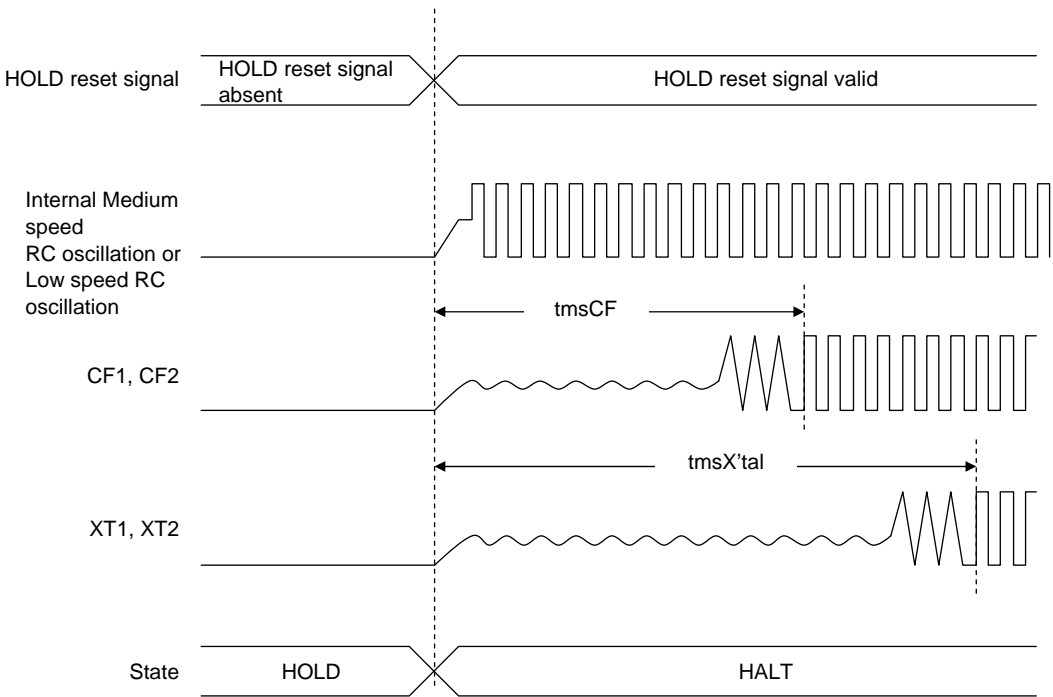 HOLD reset signal
HOLD reset signal
absent
HOLD reset signal valid
Internal Medium
speed
RC oscillation or
Low speed RC
oscillation
tmsCF
CF1, CF2
tmsX'tal
XT1, XT2
State
HOLD
HALT